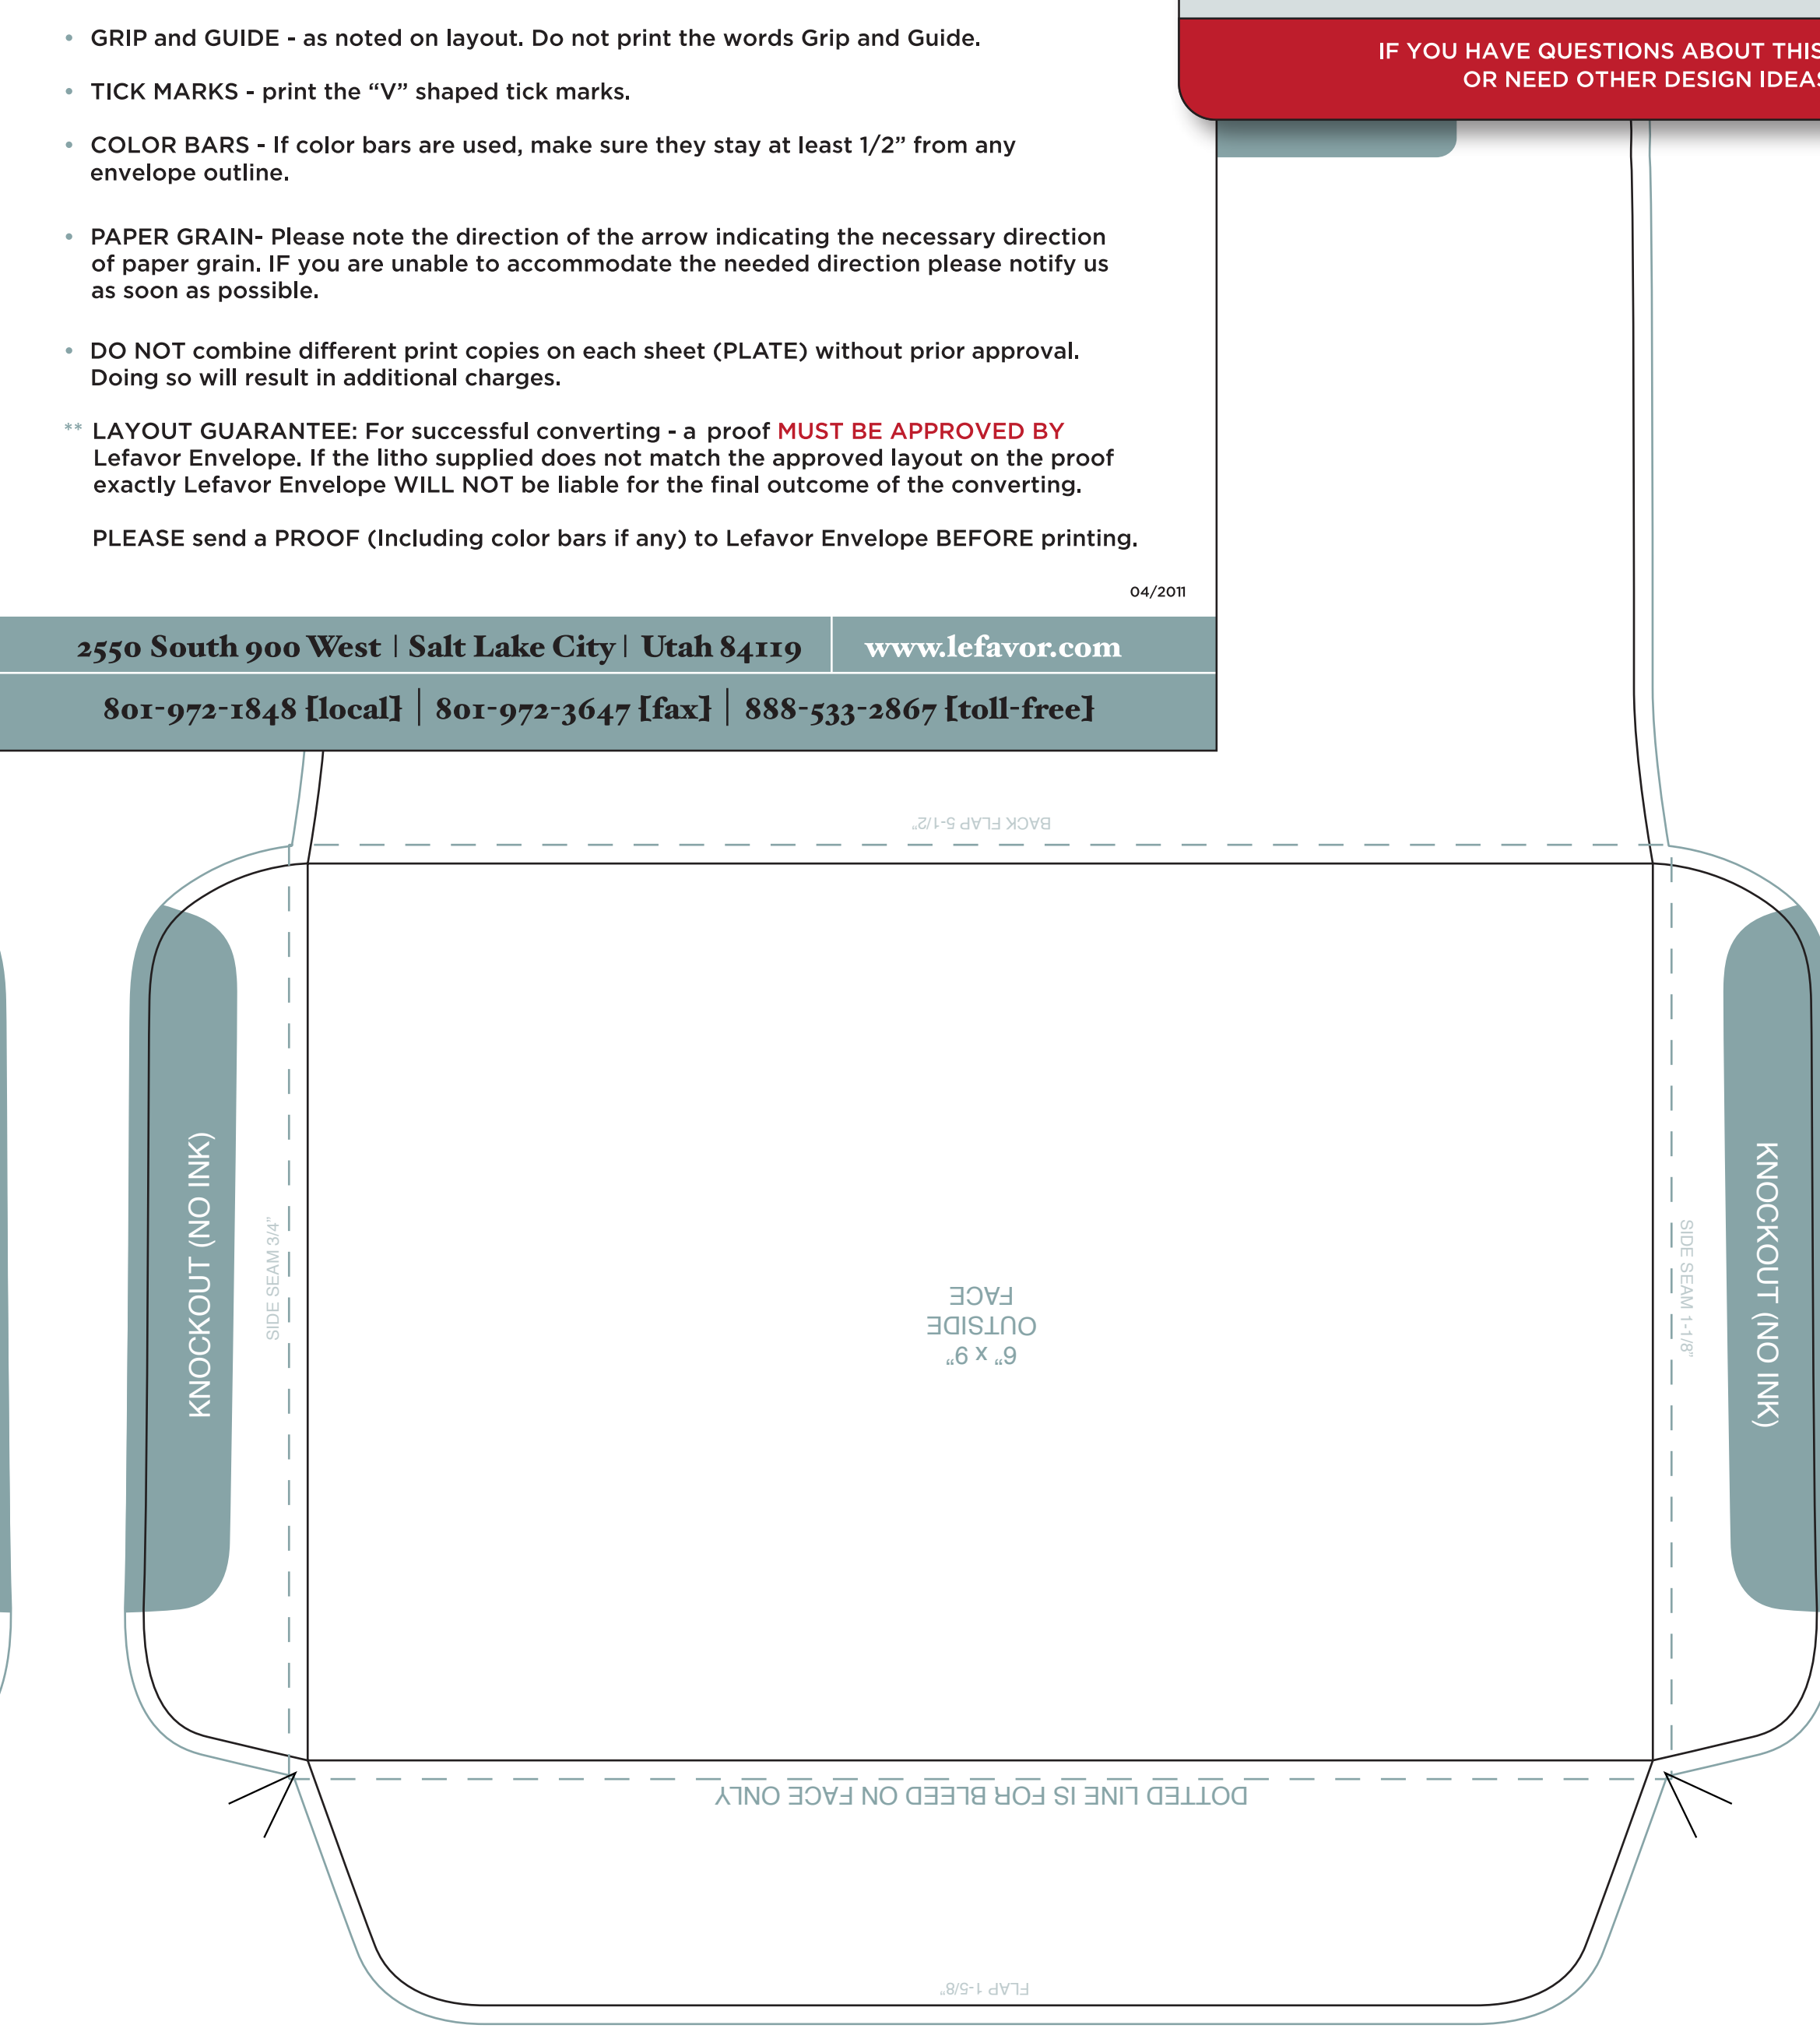 • GRIP and GUIDE - as noted on layout. Do not print the words Grip and Guide.
• TICK MARKS - print the “V” shaped tick marks.
• COLOR BARS - If color bars are used, make sure they stay at least 1/2” from any
envelope outline.
• PAPER GRAIN- Please note the direction of the arrow indicating the necessary direction
of paper grain. IF you are unable to accommodate the needed direction please notify us
as soon as possible.
• DO NOT combine different print copies on each sheet (PLATE) without prior approval.
Doing so will result in additional charges.
** LAYOUT GUARANTEE: For successful converting - a proof MUST BE APPROVED BY
Lefavor Envelope. If the litho supplied does not match the approved layout on the proof
exactly Lefavor Envelope WILL NOT be liable for the final outcome of the converting.
PLEASE send a PROOF (Including color bars if any) to Lefavor Envelope BEFORE printing.
04/2011
2550 South 900 West | Salt Lake City | Utah 84119
www.lefavor.com
801-972-1848 [local] | 801-972-3647 [fax] | 888-533-2867 [toll-free]
IF YOU HAVE QUESTIONS ABOUT THIS
OR NEED OTHER DESIGN IDEAS
BACK FLAP 5-1/2"
KNOCKOUT (NO INK)
SIDE SEAM 3/4"
6" x 9"
OUTSIDE
FACE
SIDE SEAM 1-1/8"
KNOCKOUT (NO INK)
DOTTED LINE IS FOR BLEED ON FACE ONLY
FLAP 1-5/8"